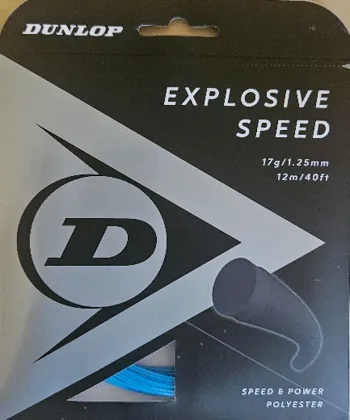 DUNLOP
EXPLOSIVE
SPEED
17g/1.25mm
12m/40ft
D
SPEED & POWER
POLYESTER